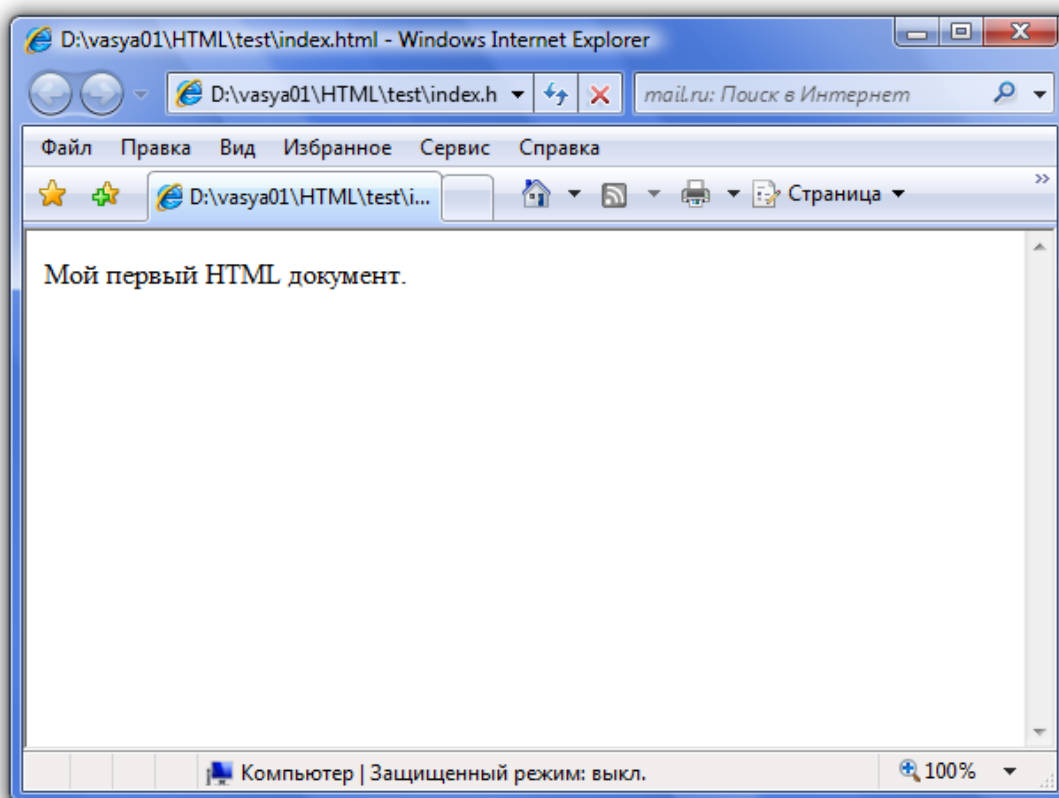 D:\vasya01\HTML\test\index.html - Windows Internet Explorer
D:\vasya01\HTML\test\index.h mail.ru: Поиск в Интернет
Файл Правка Вид Избранное Сервис Справка
D:\vasya01\HTML\test\i... Страница »
Мой первый HTML документ.
Компьютер | Защищенный режим: выкл. 100%